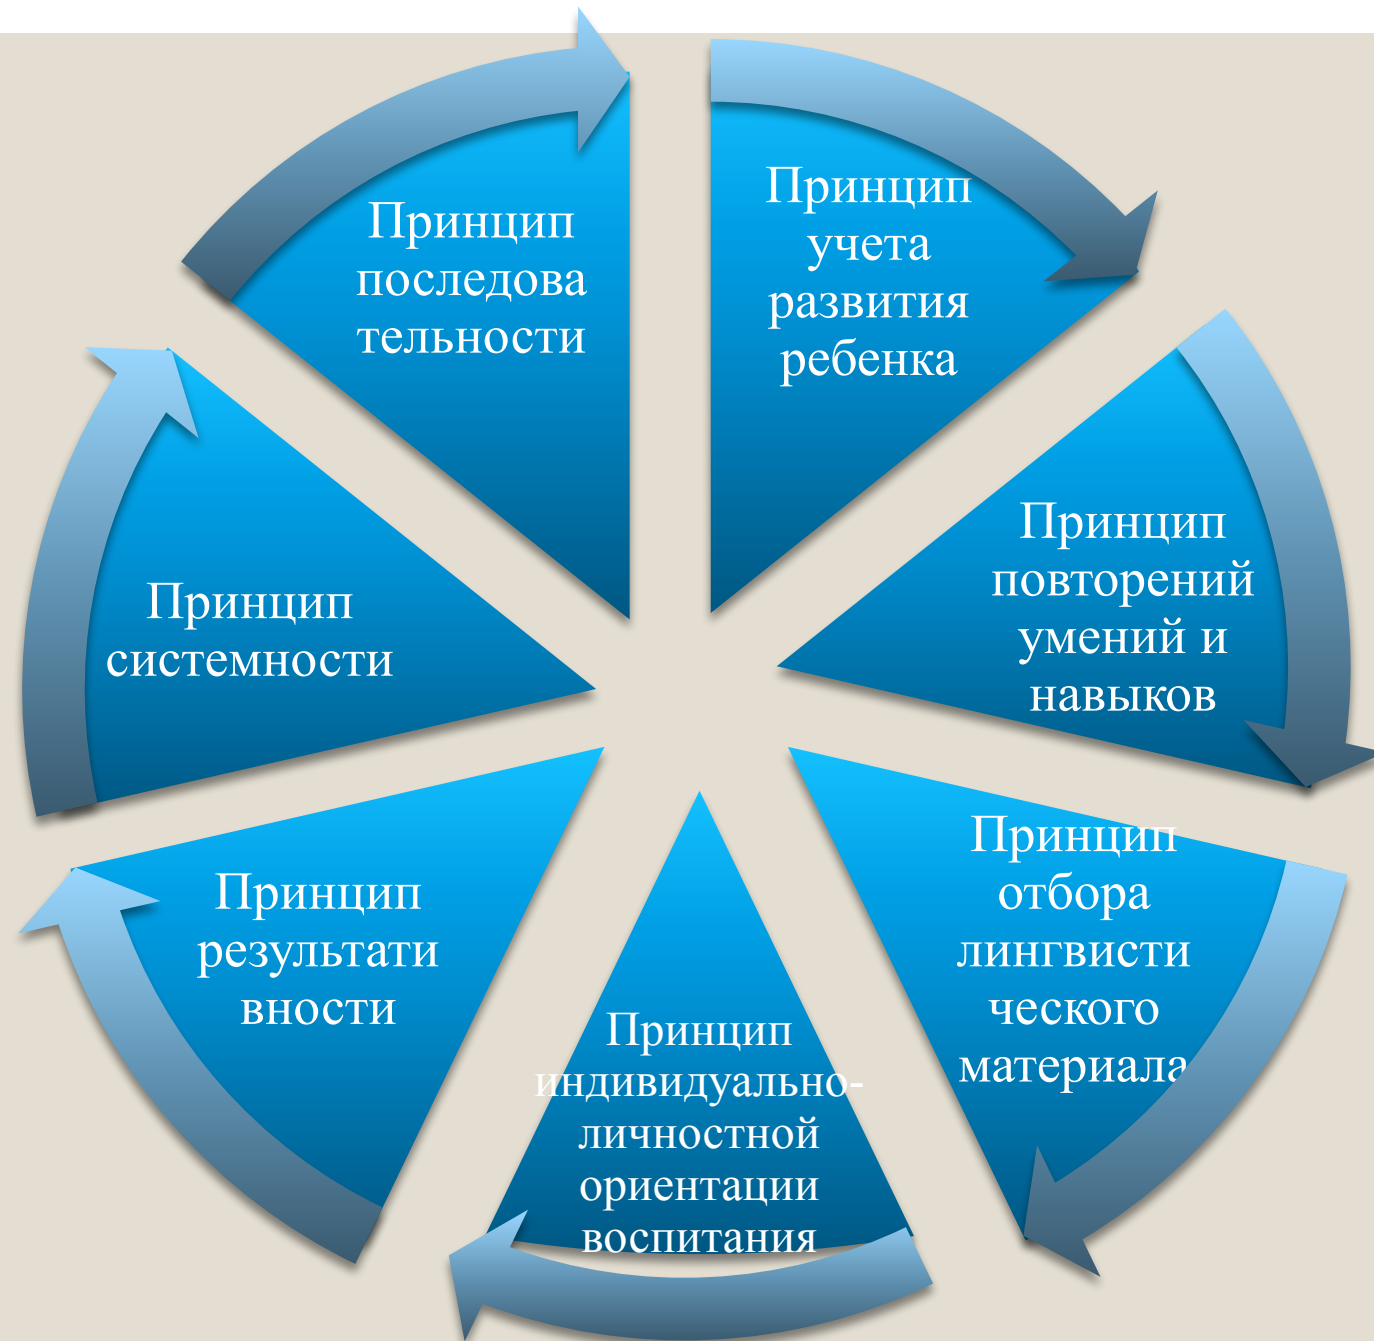 Принцип
учета
развития
ребенка
Принцип
повторений
умений и
навыков
Принцип
отбора
лингвисти
ческого
материала
Принцип
индивидуально-
личностной
ориентации
воспитания
Принцип
результати
вности
Принцип
системности
Принцип
последова
тельности